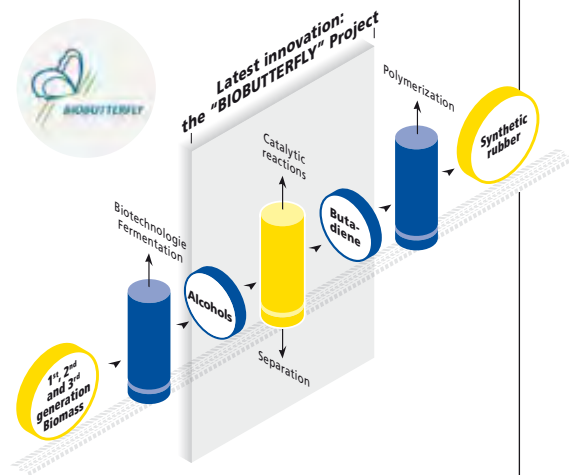 BIOBUTTERFLY
Latest innovation:
the “BIOBUTTERFLY” Project
Polymerization
Synthetic
rubber
Catalytic
reactions
Buta-
diene
Biotechnologie
Fermentation
Alcohols
Separation
1st, 2nd
and 3rd
generation
Biomass